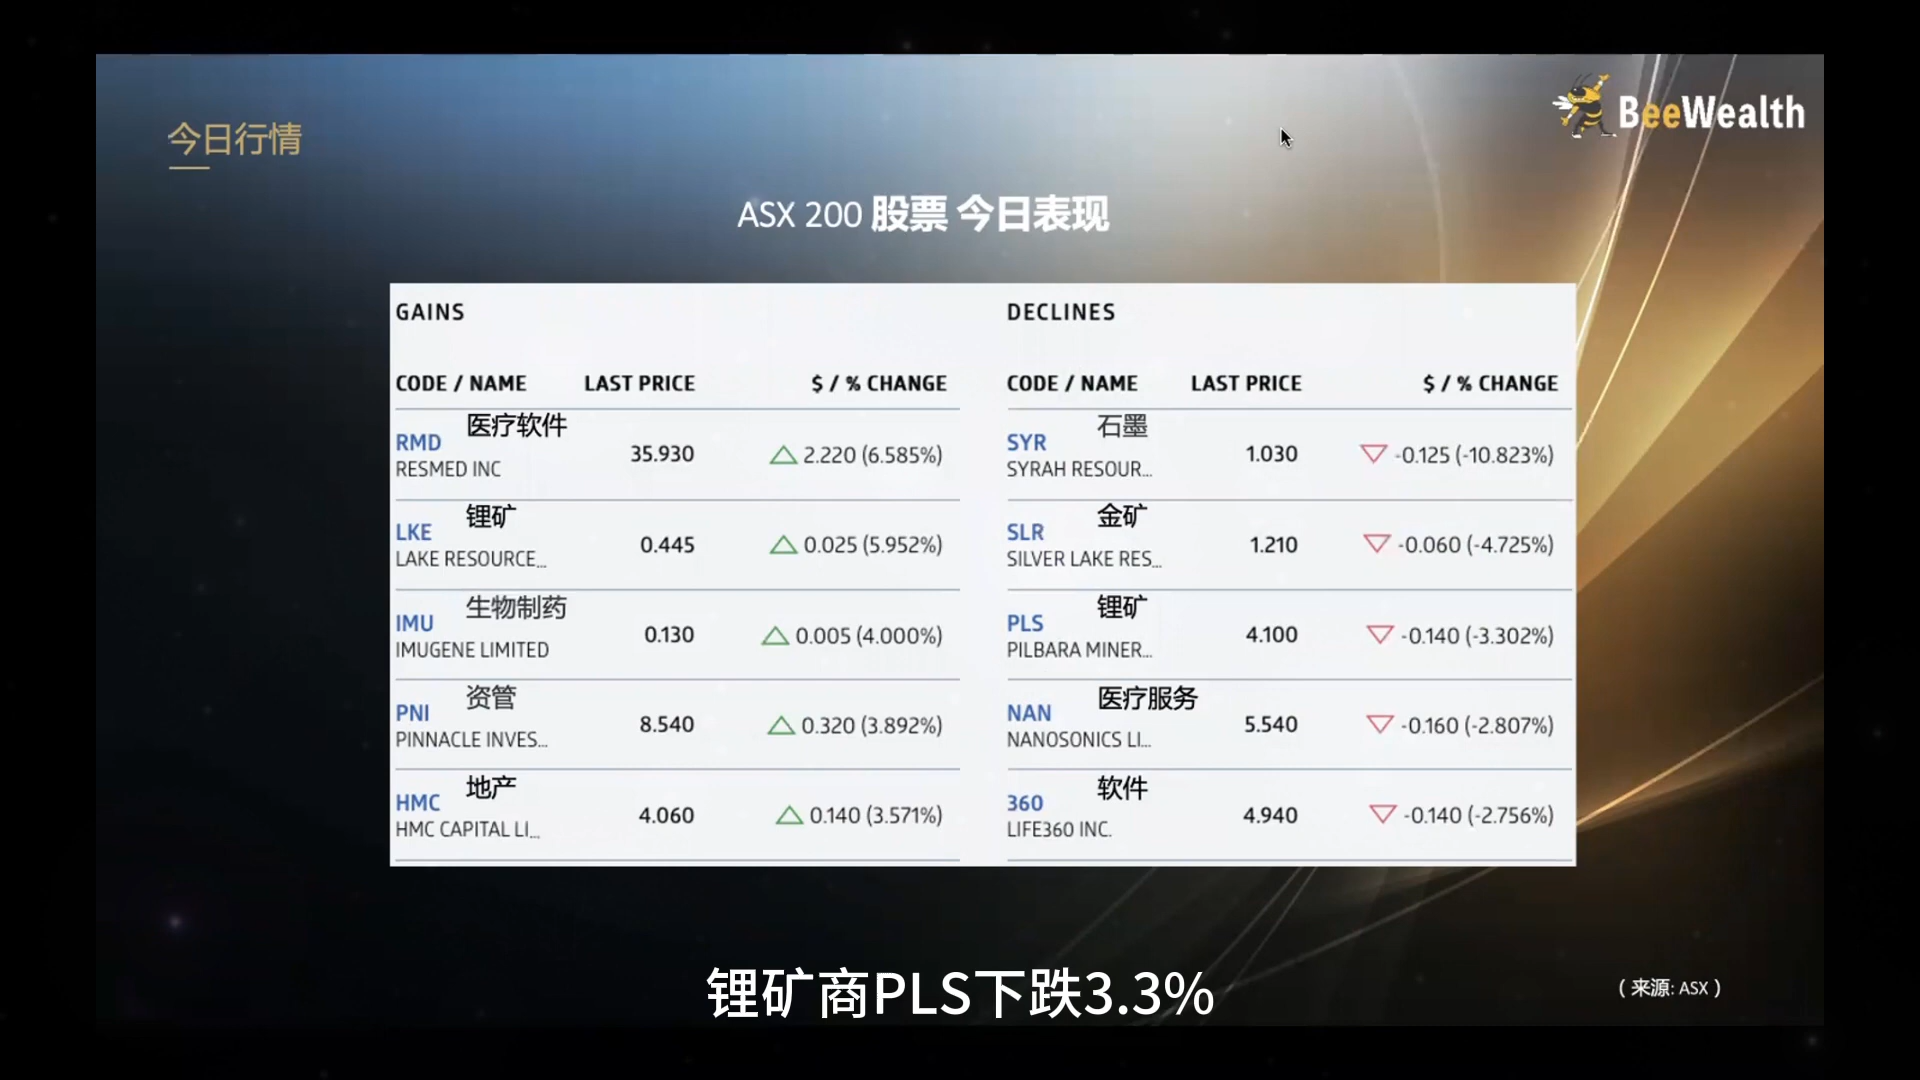 今日行情
BeeWealth
ASX 200 股票 今日表现
GAINS
CODE / NAME LAST PRICE $ / % CHANGE
RMD 医疗软件
RESMED INC 35.930 2.220 (6.585%)
LKE 锂矿
LAKE RESOURCE... 0.445 0.025 (5.952%)
IMU 生物制药
IMUGENE LIMITED 0.130 0.005 (4.000%)
PNI 资管
PINNACLE INVES... 8.540 0.320 (3.892%)
HMC 地产
HMC CAPITAL LI... 4.060 0.140 (3.571%)
DECLINES
CODE / NAME LAST PRICE $ / % CHANGE
SYR 石墨
SYRAH RESOUR... 1.030 -0.125 (-10.823%)
SLR 金矿
SILVER LAKE RES... 1.210 -0.060 (-4.725%)
PLS 锂矿
PILBARA MINER... 4.100 -0.140 (-3.302%)
NAN 医疗服务
NANOSONICS LI... 5.540 -0.160 (-2.807%)
360 软件
LIFE360 INC. 4.940 -0.140 (-2.756%)
锂矿商PLS下跌3.3%
( 来源: ASX )